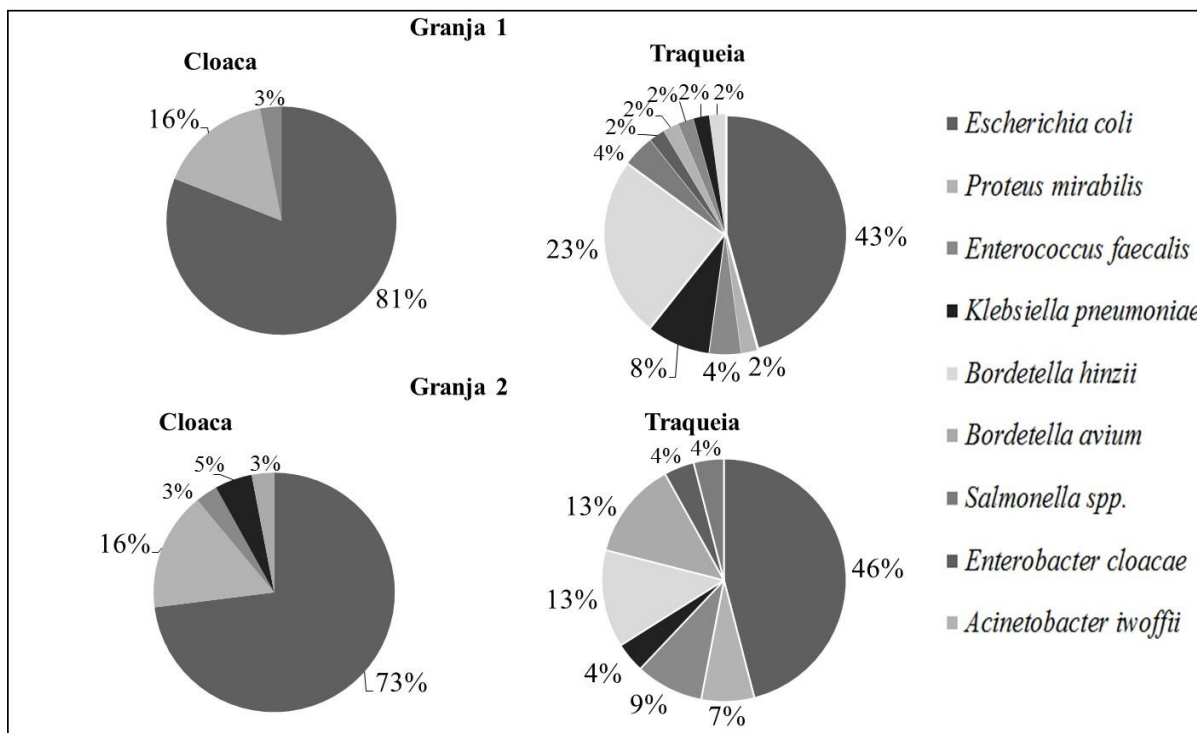 Granja 1
Cloaca
3%
16%
81%
Traqueia
2%
2%
2%
2%
2%
4%
23%
8%
4%
2%
43%
Granja 2
Cloaca
3%
5%
3%
16%
73%
Traqueia
4%
4%
13%
13%
4%
9%
7%
46%
Escherichia coli
Proteus mirabilis
Enterococcus faecalis
Klebsiella pneumoniae
Bordetella hinzii
Bordetella avium
Salmonella spp.
Enterobacter cloacae
Acinetobacter iwoffii